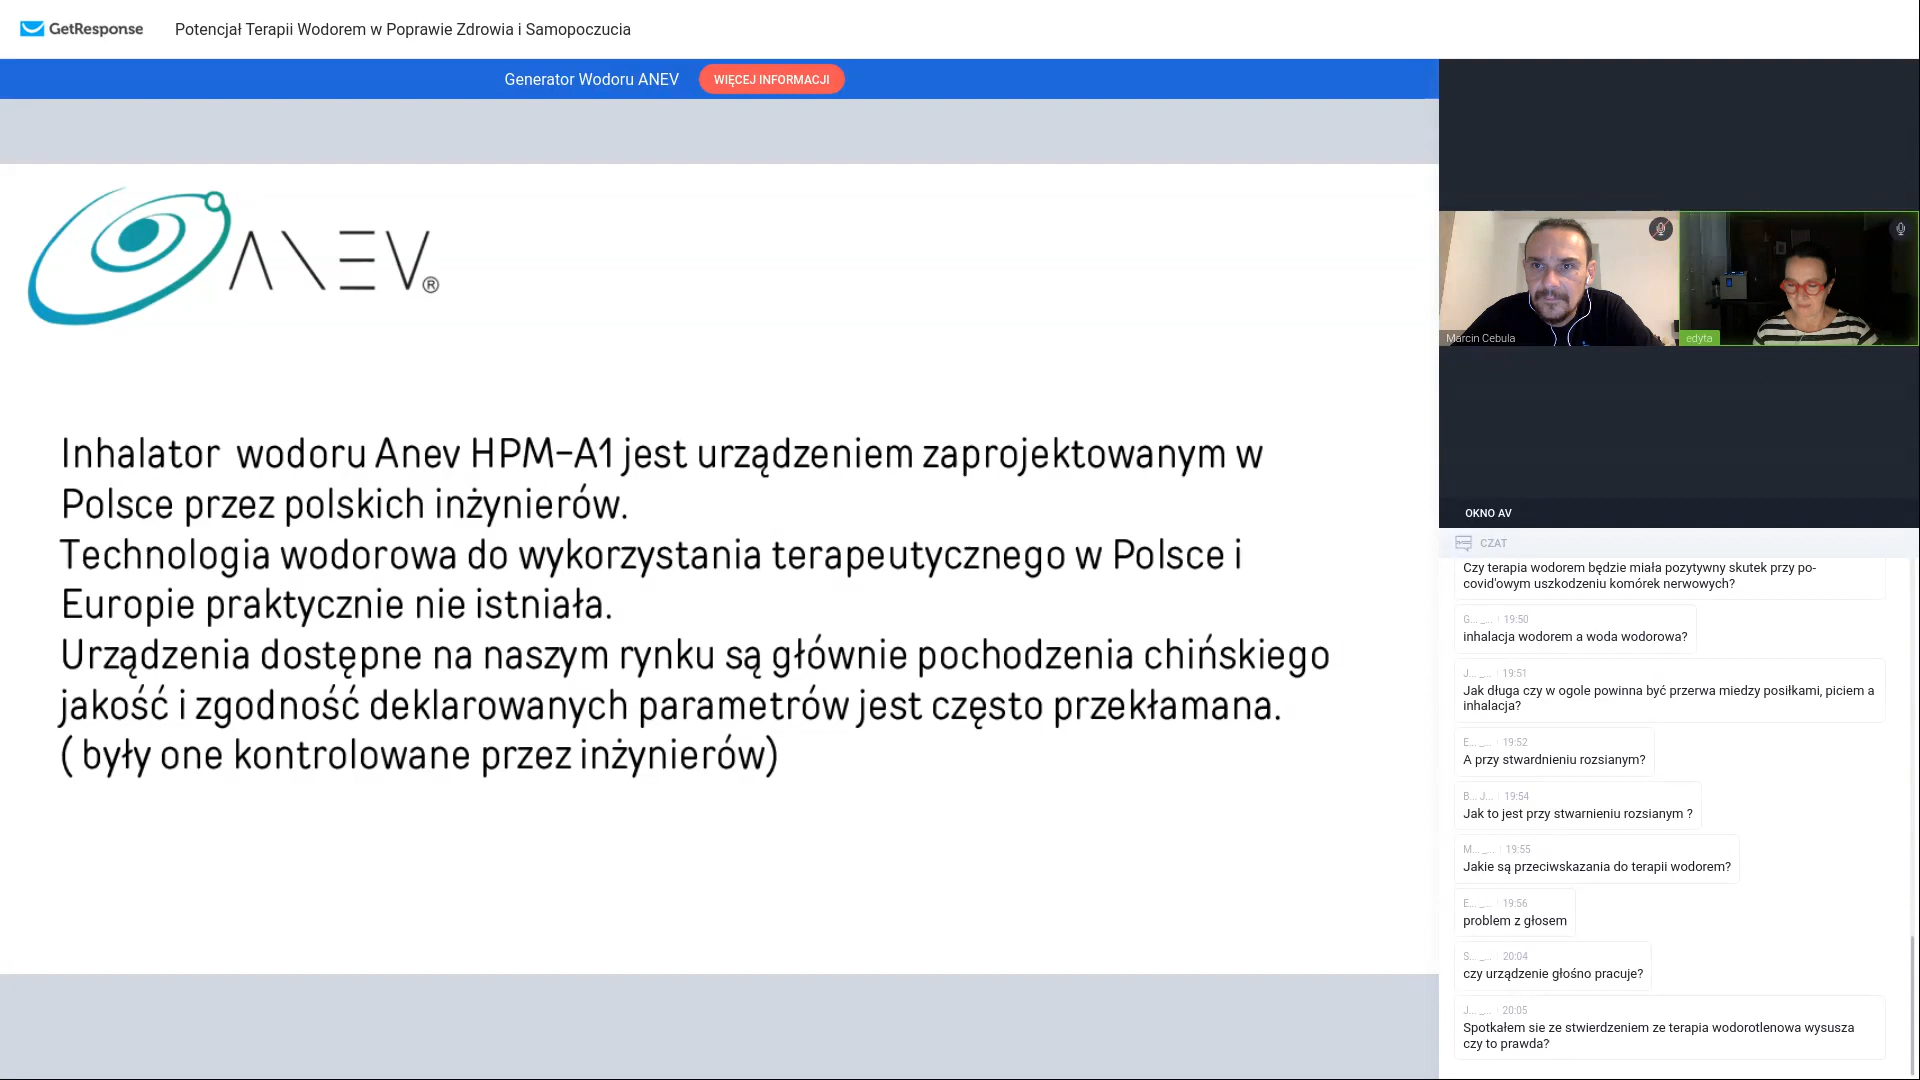 GetResponse
Potencjał Terapii Wodorem w Poprawie Zdrowia i Samopoczucia
Generator Wodoru ANEV
WIĘCEJ INFORMACJI
ANEV®
Inhalator wodoru Anev HPM-A1 jest urządzeniem zaprojektowanym w
Polsce przez polskich inżynierów.
Technologia wodorowa do wykorzystania terapeutycznego w Polsce i
Europie praktycznie nie istniała.
Urządzenia dostępne na naszym rynku są głównie pochodzenia chińskiego
jakość i zgodność deklarowanych parametrów jest często przekłamana.
( były one kontrolowane przez inżynierów)
Marcin Cebula
edyta
OKNO AV
CZAT
Czy terapia wodorem będzie miała pozytywny skutek przy po-
covid'owym uszkodzeniu komórek nerwowych?
G... _... 19:50
inhalacja wodorem a woda wodorowa?
J... _... 19:51
Jak długa czy w ogole powinna być przerwa miedzy posiłkami, piciem a
inhalacja?
E... _... 19:52
A przy stwardnieniu rozsianym?
B... J... 19:54
Jak to jest przy stwarnieniu rozsianym ?
M... _... 19:55
Jakie są przeciwskazania do terapii wodorem?
E... _... 19:56
problem z głosem
S... _... 20:04
czy urządzenie głośno pracuje?
J... _... 20:05
Spotkałem sie ze stwierdzeniem ze terapia wodorotlenowa wysusza
czy to prawda?